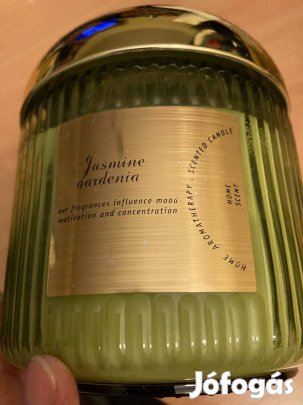 Jasmine
gardenia
our fragrances influence mood
motivation and concentration
HOME AROMATHERAPY · SCENTED CANDLE
HOME
SCENT
Jófogás